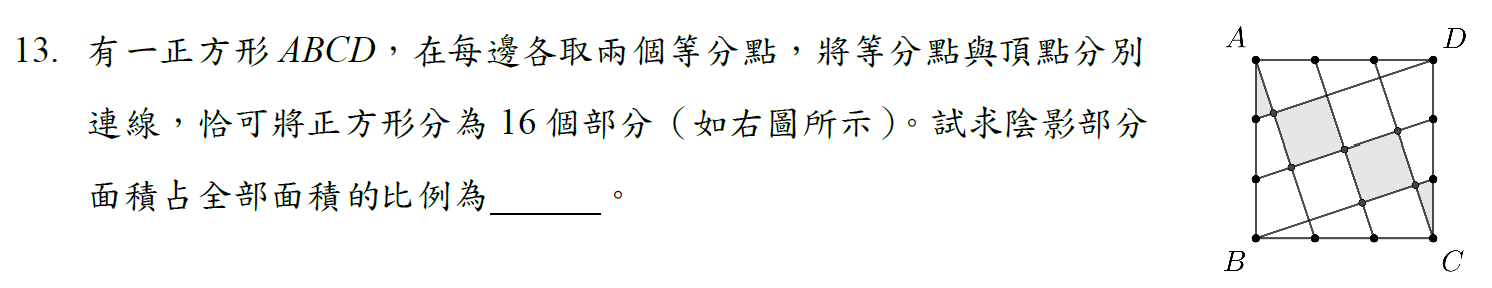 13. 有一正方形 ABCD，在每邊各取兩個等分點，將等分點與頂點分別
連線，恰可將正方形分為 16 個部分（如右圖所示）。試求陰影部分
面積占全部面積的比例為______。
A
D
B
C